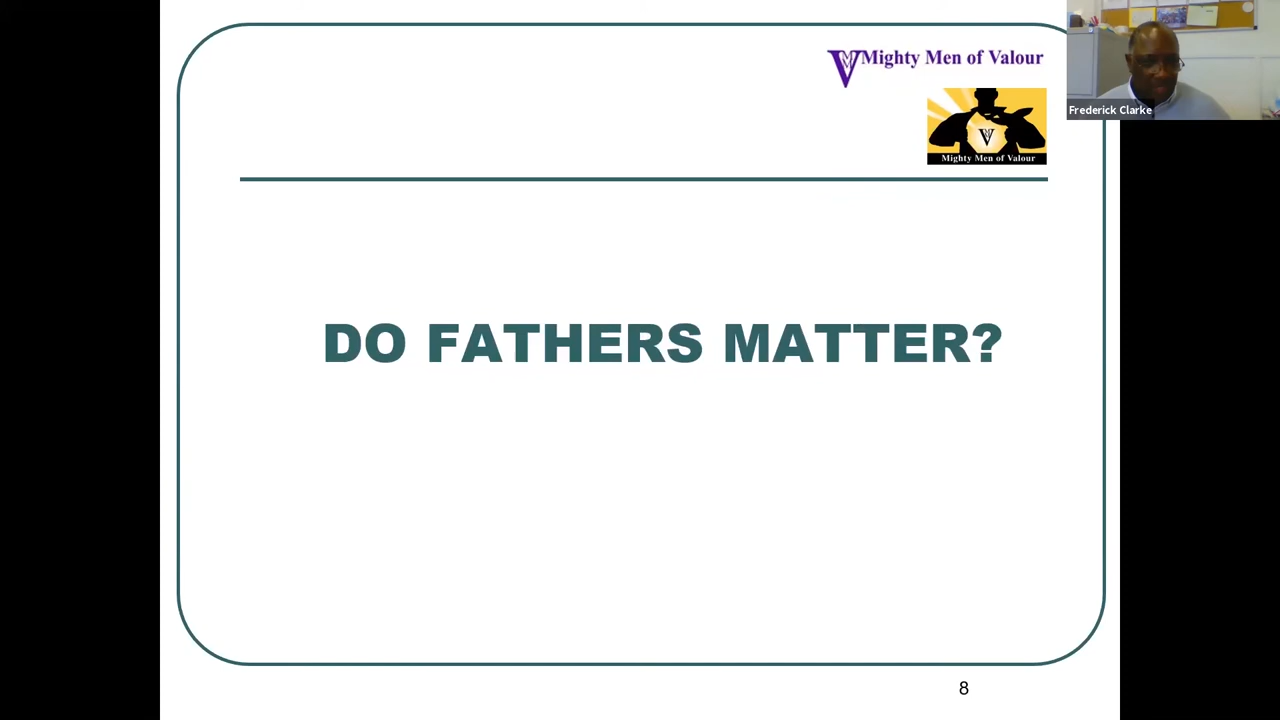 Mighty Men of Valour
Frederick Clarke
V
Mighty Men of Valour
DO FATHERS MATTER?
8